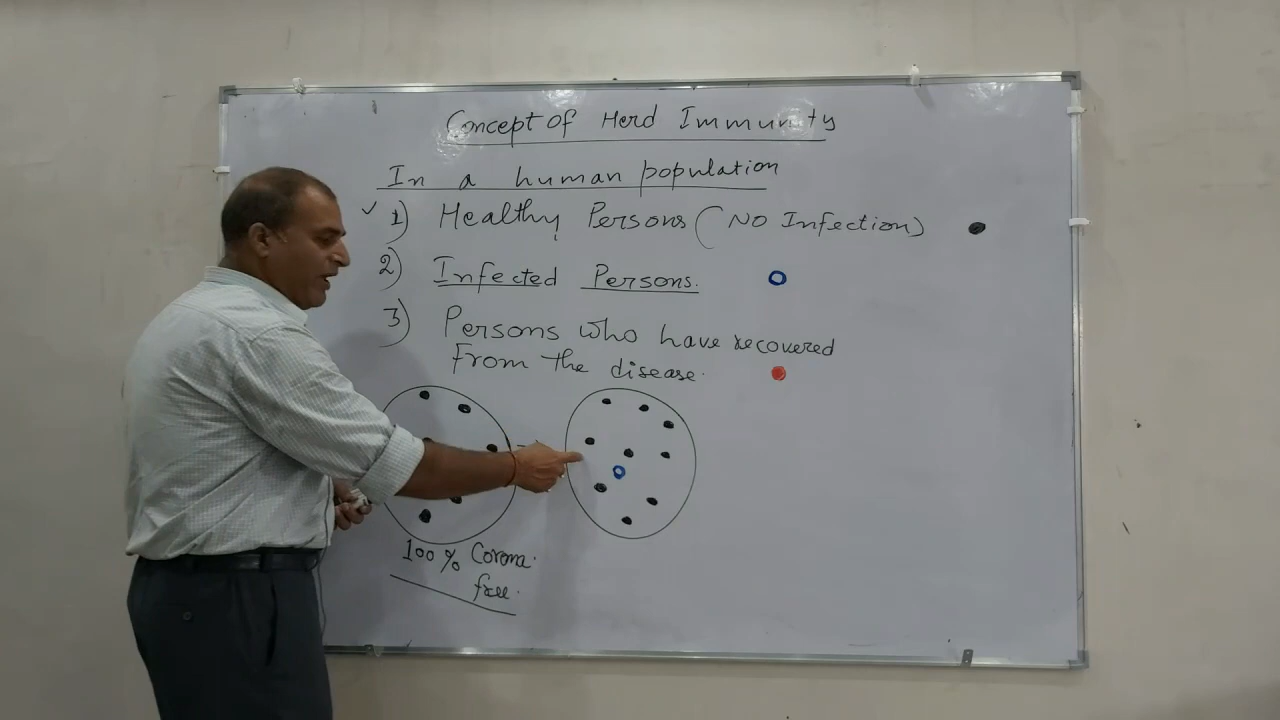 Concept of Herd Immunity
In a human population
✓ 1) Healthy Persons (No Infection)
2) Infected Persons.
3) Persons who have recovered
from the disease.
100% Corona
free.